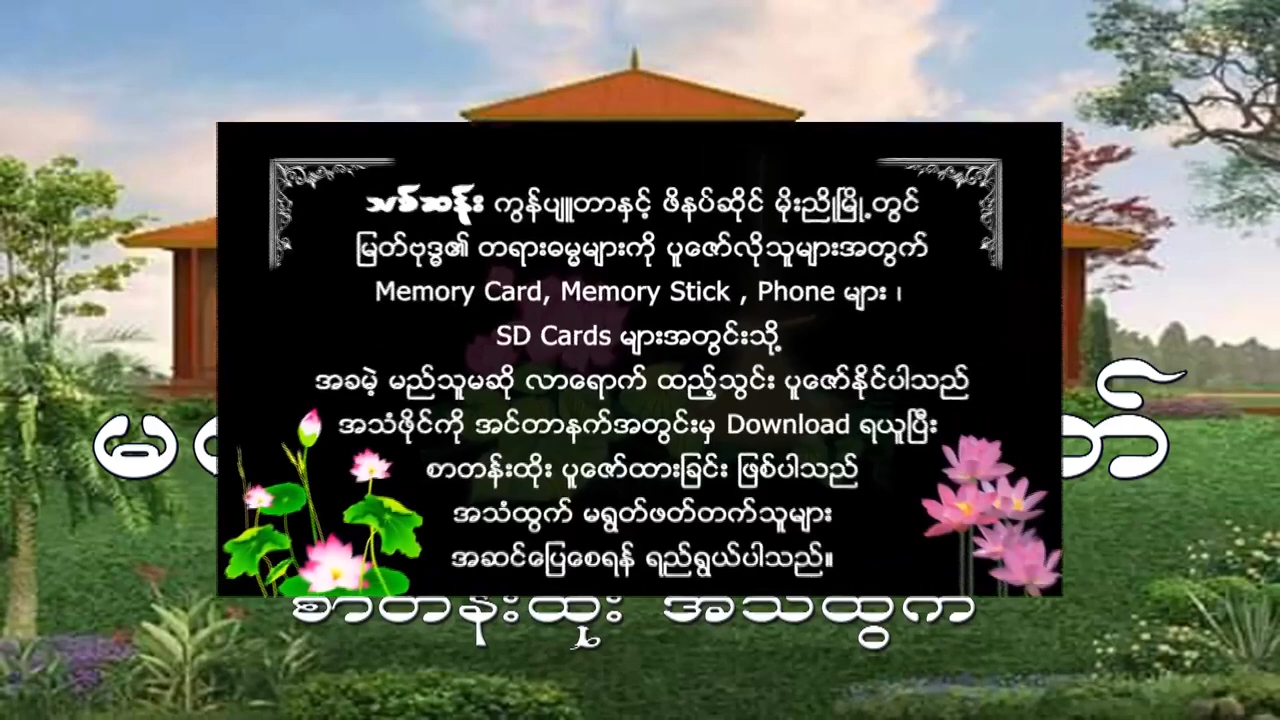 သစ်ဆန်း ကွန်ပျူတာနှင့် ဖိနပ်ဆိုင် မိုးညိုမြို့တွင်
မြတ်ဗုဒ္ဓ၏ တရားဓမ္မများကို ပူဇော်လိုသူများအတွက်
Memory Card, Memory Stick , Phone များ ၊
SD Cards များအတွင်းသို့
အခမဲ့ မည်သူမဆို လာရောက် ထည့်သွင်း ပူဇော်နိုင်ပါသည်
အသံဖိုင်ကို အင်တာနက်အတွင်းမှ Download ရယူပြီး
စာတန်းထိုး ပူဇော်ထားခြင်း ဖြစ်ပါသည်
အသံထွက် မရွတ်ဖတ်တက်သူများ
အဆင်ပြေစေရန် ရည်ရွယ်ပါသည်။
စာတန်းထိုး အသံထွက်